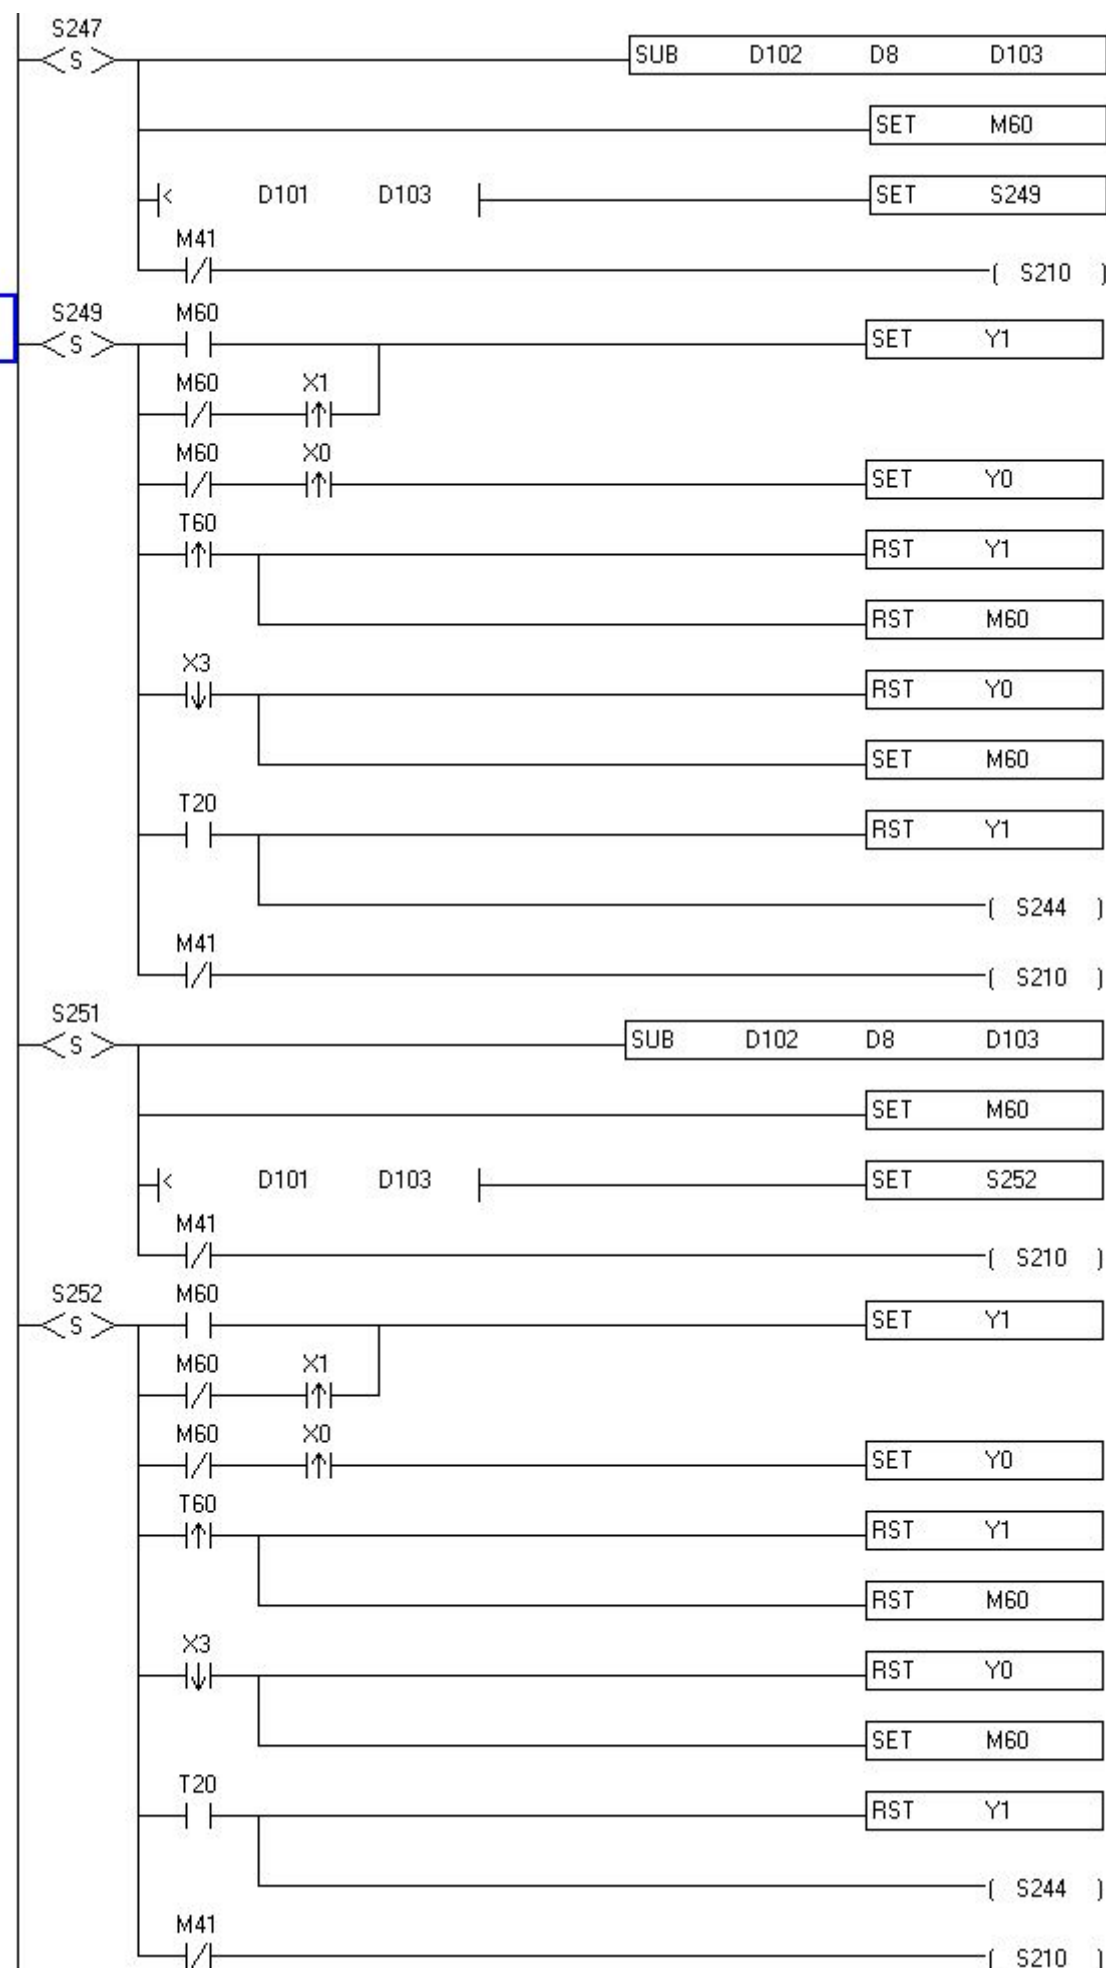 S247
S SUB D102 D8 D103
SET M60
< D101 D103 SET S249
M41
( S210 )
S249 M60
S SET Y1
M60 X1
M60 X0
SET Y0
T60
RST Y1
RST M60
X3
RST Y0
SET M60
T20
RST Y1
( S244 )
M41
( S210 )
S251
S SUB D102 D8 D103
SET M60
< D101 D103 SET S252
M41
( S210 )
S252 M60
S SET Y1
M60 X1
M60 X0
SET Y0
T60
RST Y1
RST M60
X3
RST Y0
SET M60
T20
RST Y1
( S244 )
M41
( S210 )